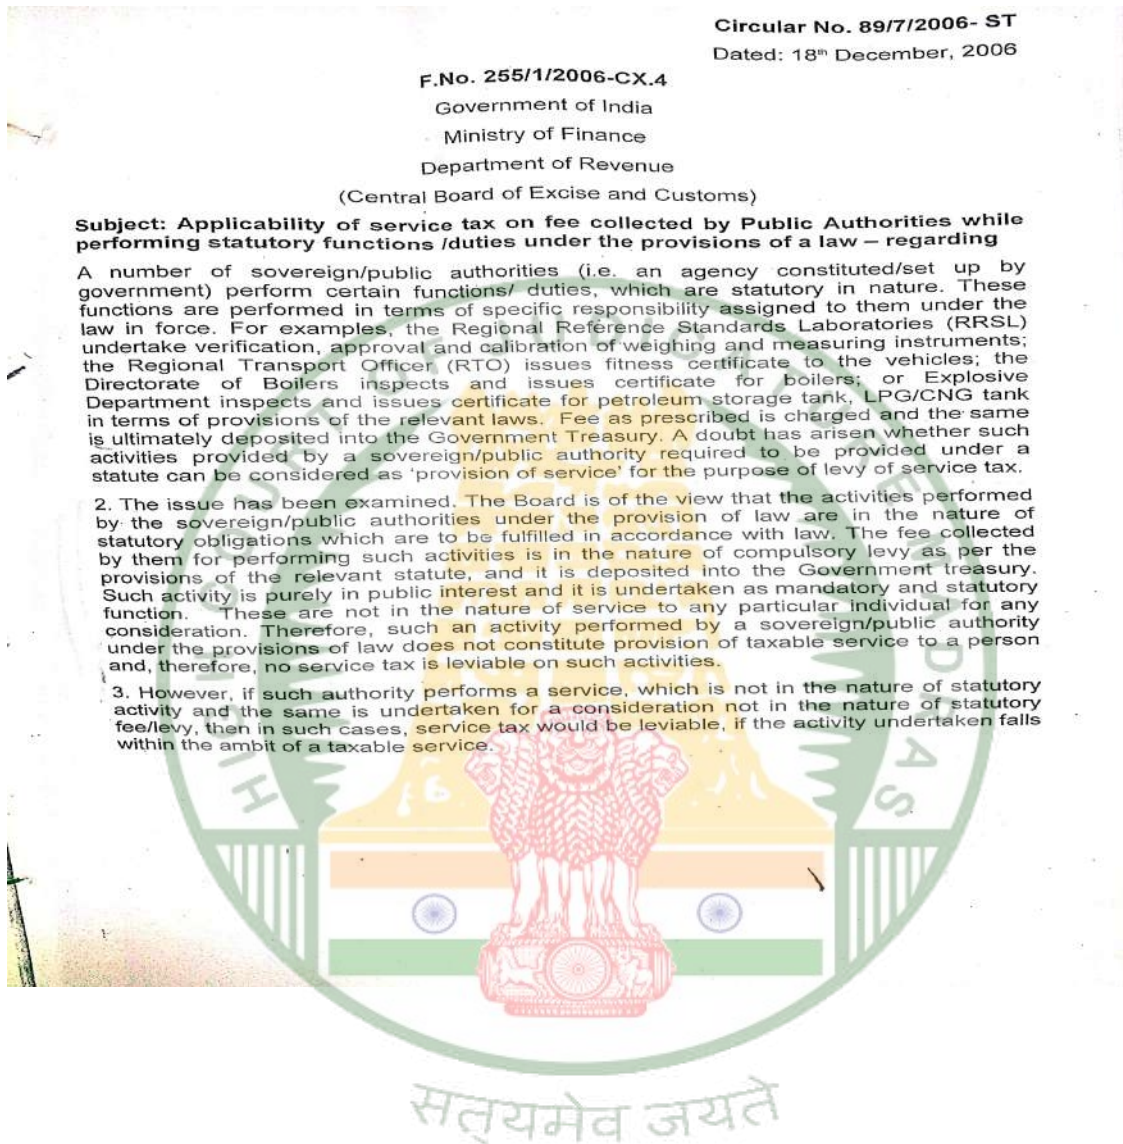 Circular No. 89/7/2006- ST
Dated: 18th December, 2006
F.No. 255/1/2006-CX.4
Government of India
Ministry of Finance
Department of Revenue
(Central Board of Excise and Customs)
Subject: Applicability of service tax on fee collected by Public Authorities while
performing statutory functions /duties under the provisions of a law – regarding
A number of sovereign/public authorities (i.e. an agency constituted/set up by
government) perform certain functions/ duties, which are statutory in nature. These
functions are performed in terms of specific responsibility assigned to them under the
law in force. For examples, the Regional Reference Standards Laboratories (RRSL)
undertake verification, approval and calibration of weighing and measuring instruments;
the Regional Transport Officer (RTO) issues fitness certificate to the vehicles; the
Directorate of Boilers inspects and issues certificate for boilers; or Explosive
Department inspects and issues certificate for petroleum storage tank, LPG/CNG tank
in terms of provisions of the relevant laws. Fee as prescribed is charged and the same
is ultimately deposited into the Government Treasury. A doubt has arisen whether such
activities provided by a sovereign/public authority required to be provided under a
statute can be considered as 'provision of service' for the purpose of levy of service tax.
2. The issue has been examined. The Board is of the view that the activities performed
by the sovereign/public authorities under the provision of law are in the nature of
statutory obligations which are to be fulfilled in accordance with law. The fee collected
by them for performing such activities is in the nature of compulsory levy as per the
provisions of the relevant statute, and it is deposited into the Government treasury.
Such activity is purely in public interest and it is undertaken as mandatory and statutory
function. These are not in the nature of service to any particular individual for any
consideration. Therefore, such an activity performed by a sovereign/public authority
under the provisions of law does not constitute provision of taxable service to a person
and, therefore, no service tax is leviable on such activities.
3. However, if such authority performs a service, which is not in the nature of statutory
activity and the same is undertaken for a consideration not in the nature of statutory
fee/levy, then in such cases, service tax would be leviable, if the activity undertaken falls
within the ambit of a taxable service.
HIGH COURT OF JUDICATURE MADRAS
सत्यमेव जयते